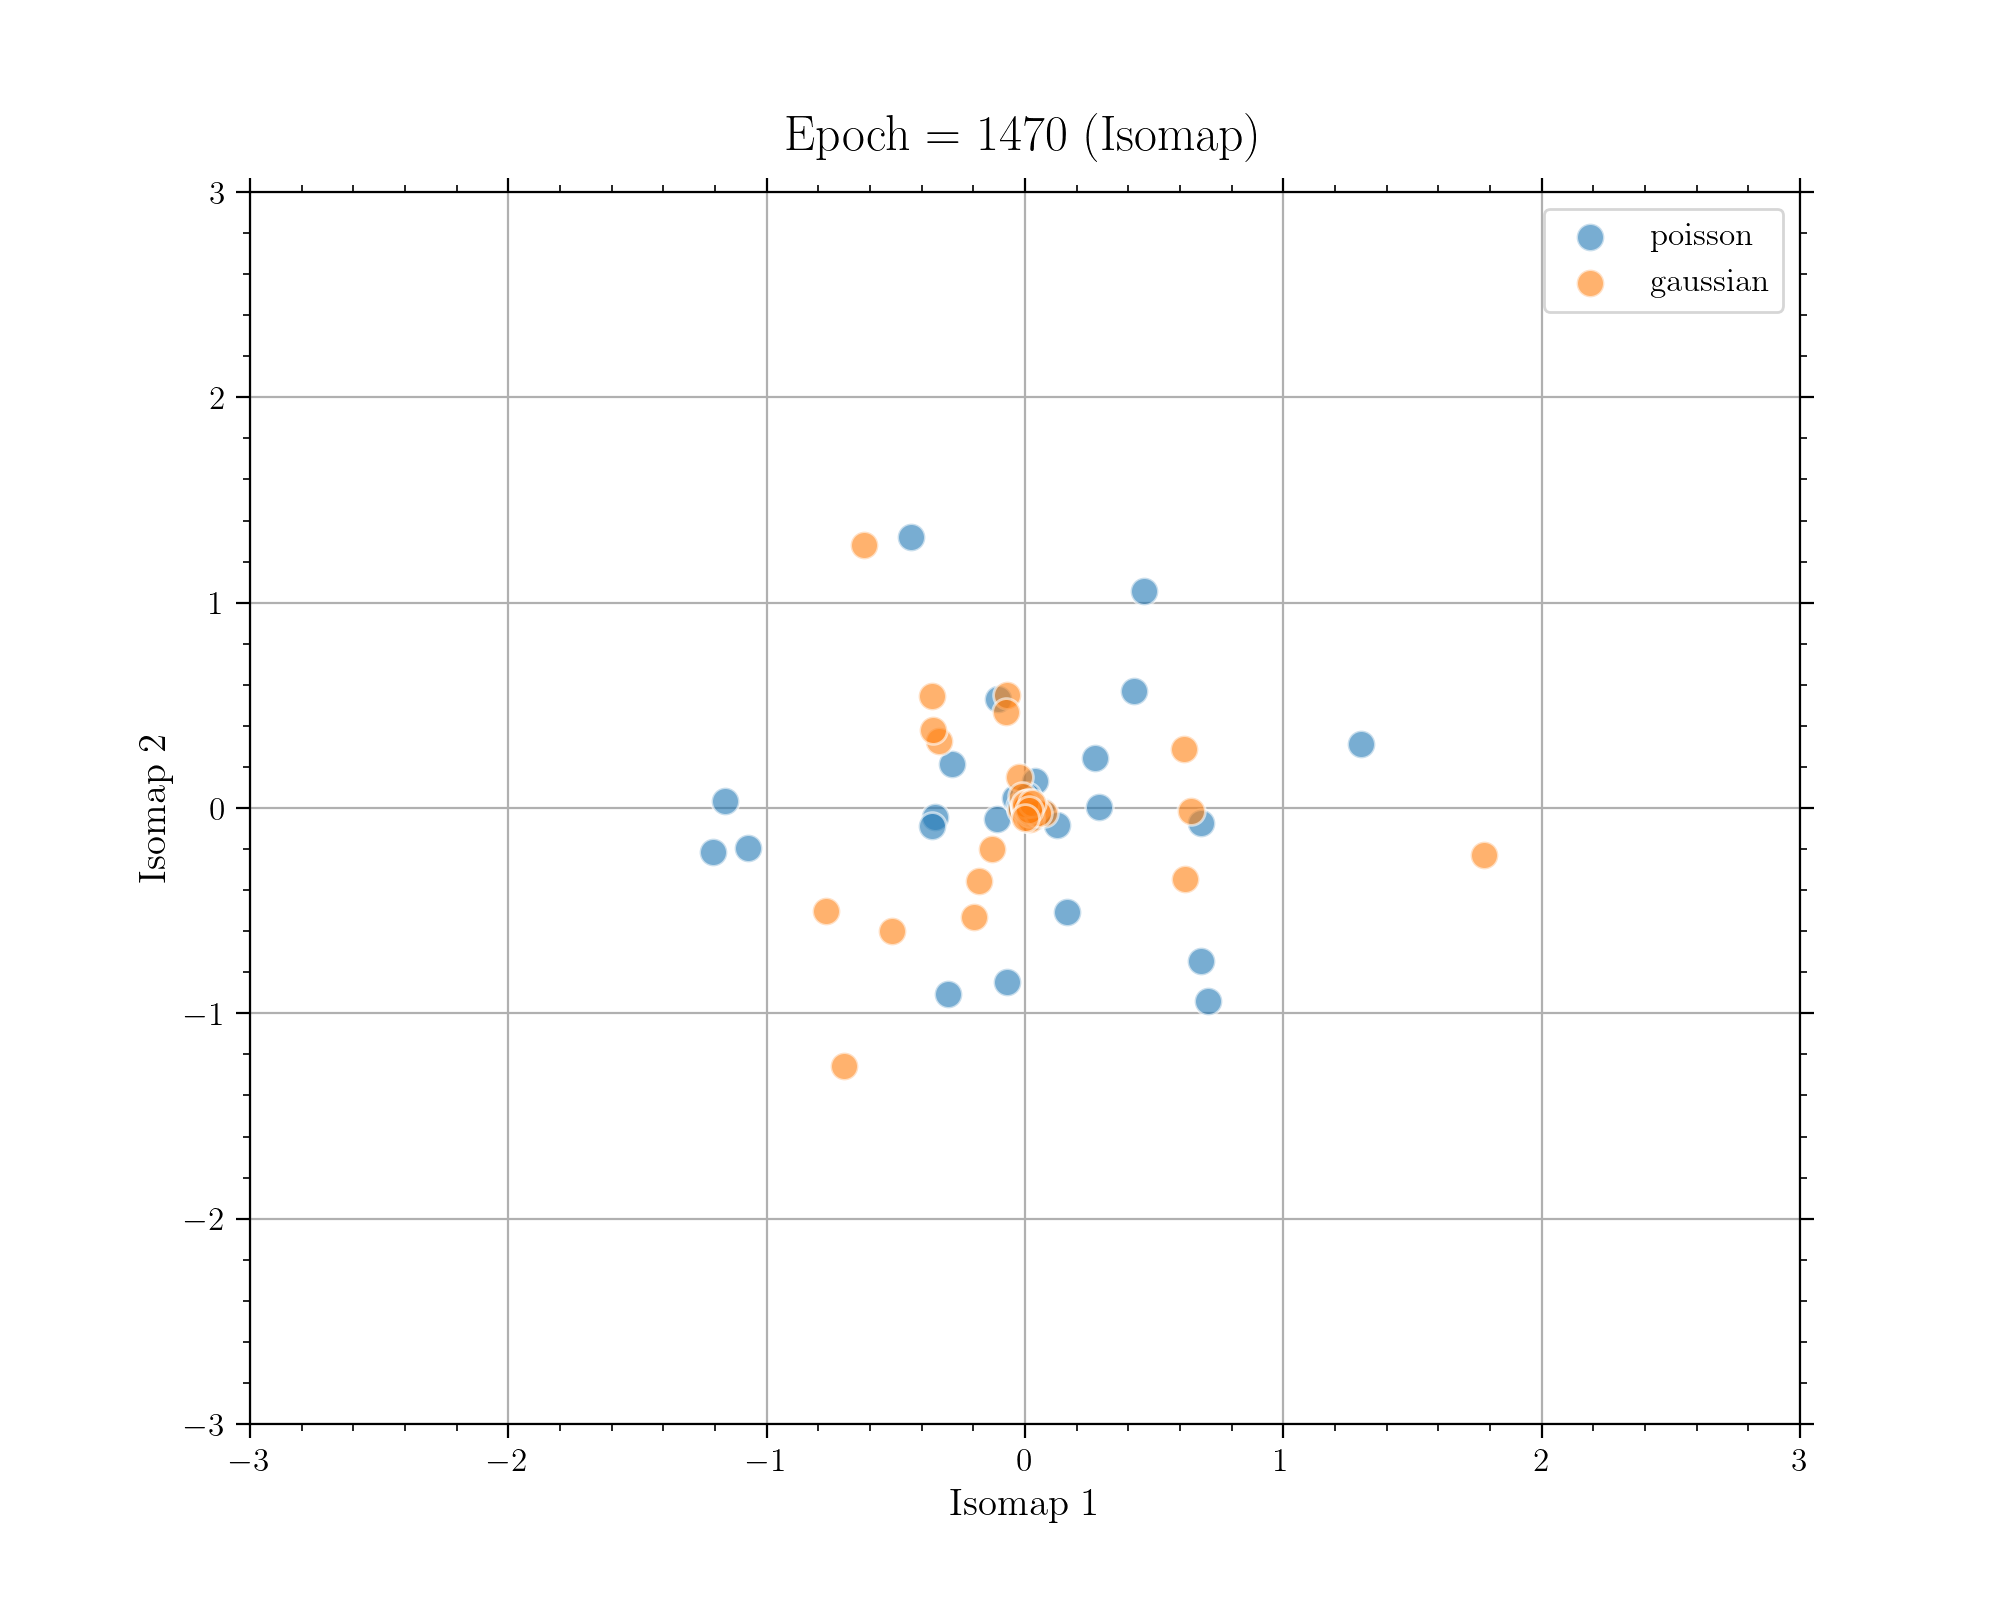 Epoch = 1470 (Isomap)
poisson
gaussian
3
2
1
0
−1
−2
−3
Isomap 2
−3 −2 −1 0 1 2 3
Isomap 1